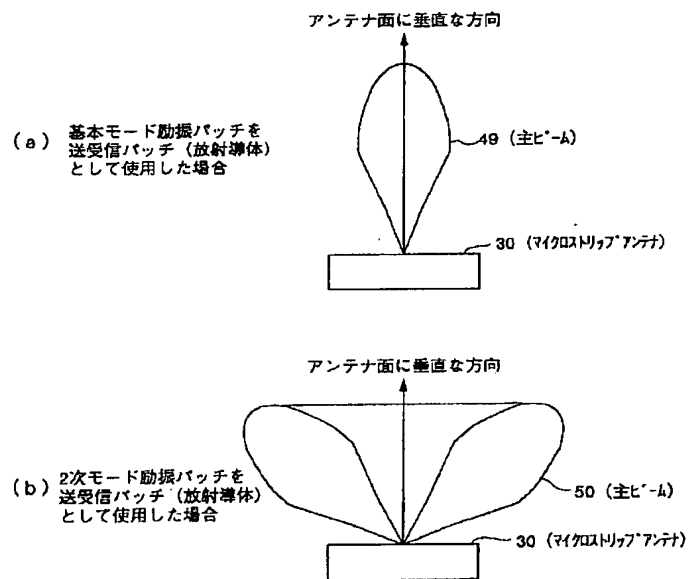 アンテナ面に垂直な方向
(a) 基本モード励振パッチを
送受信パッチ (放射導体)
として使用した場合
49 (主ビーム)
30 (マイクロストリップアンテナ)
アンテナ面に垂直な方向
(b) 2次モード励振パッチを
送受信パッチ (放射導体)
として使用した場合
50 (主ビーム)
30 (マイクロストリップアンテナ)